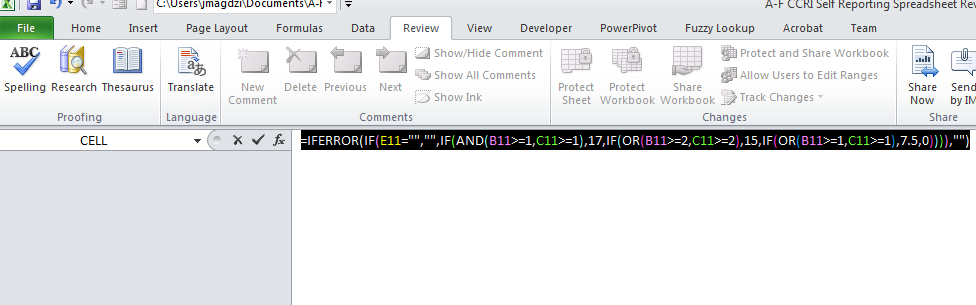 C:\Users\jmagdzi\Documents\A-F
A-F CCRI Self Reporting Spreadsheet Rev
File Home Insert Page Layout Formulas Data Review View Developer PowerPivot Fuzzy Lookup Acrobat Team
ABC
Spelling Research Thesaurus
Proofing
Translate
Language
New Comment
Delete Previous Next
Show/Hide Comment
Show All Comments
Show Ink
Comments
Protect Sheet
Protect Workbook
Share Workbook
Protect and Share Workbook
Allow Users to Edit Ranges
Track Changes
Changes
Share Now
Send by IM
Share
CELL
=IFERROR(IF(E11="","",IF(AND(B11>=1,C11>=1),17,IF(OR(B11>=2,C11>=2),15,IF(OR(B11>=1,C11>=1),7.5,0)))),"")